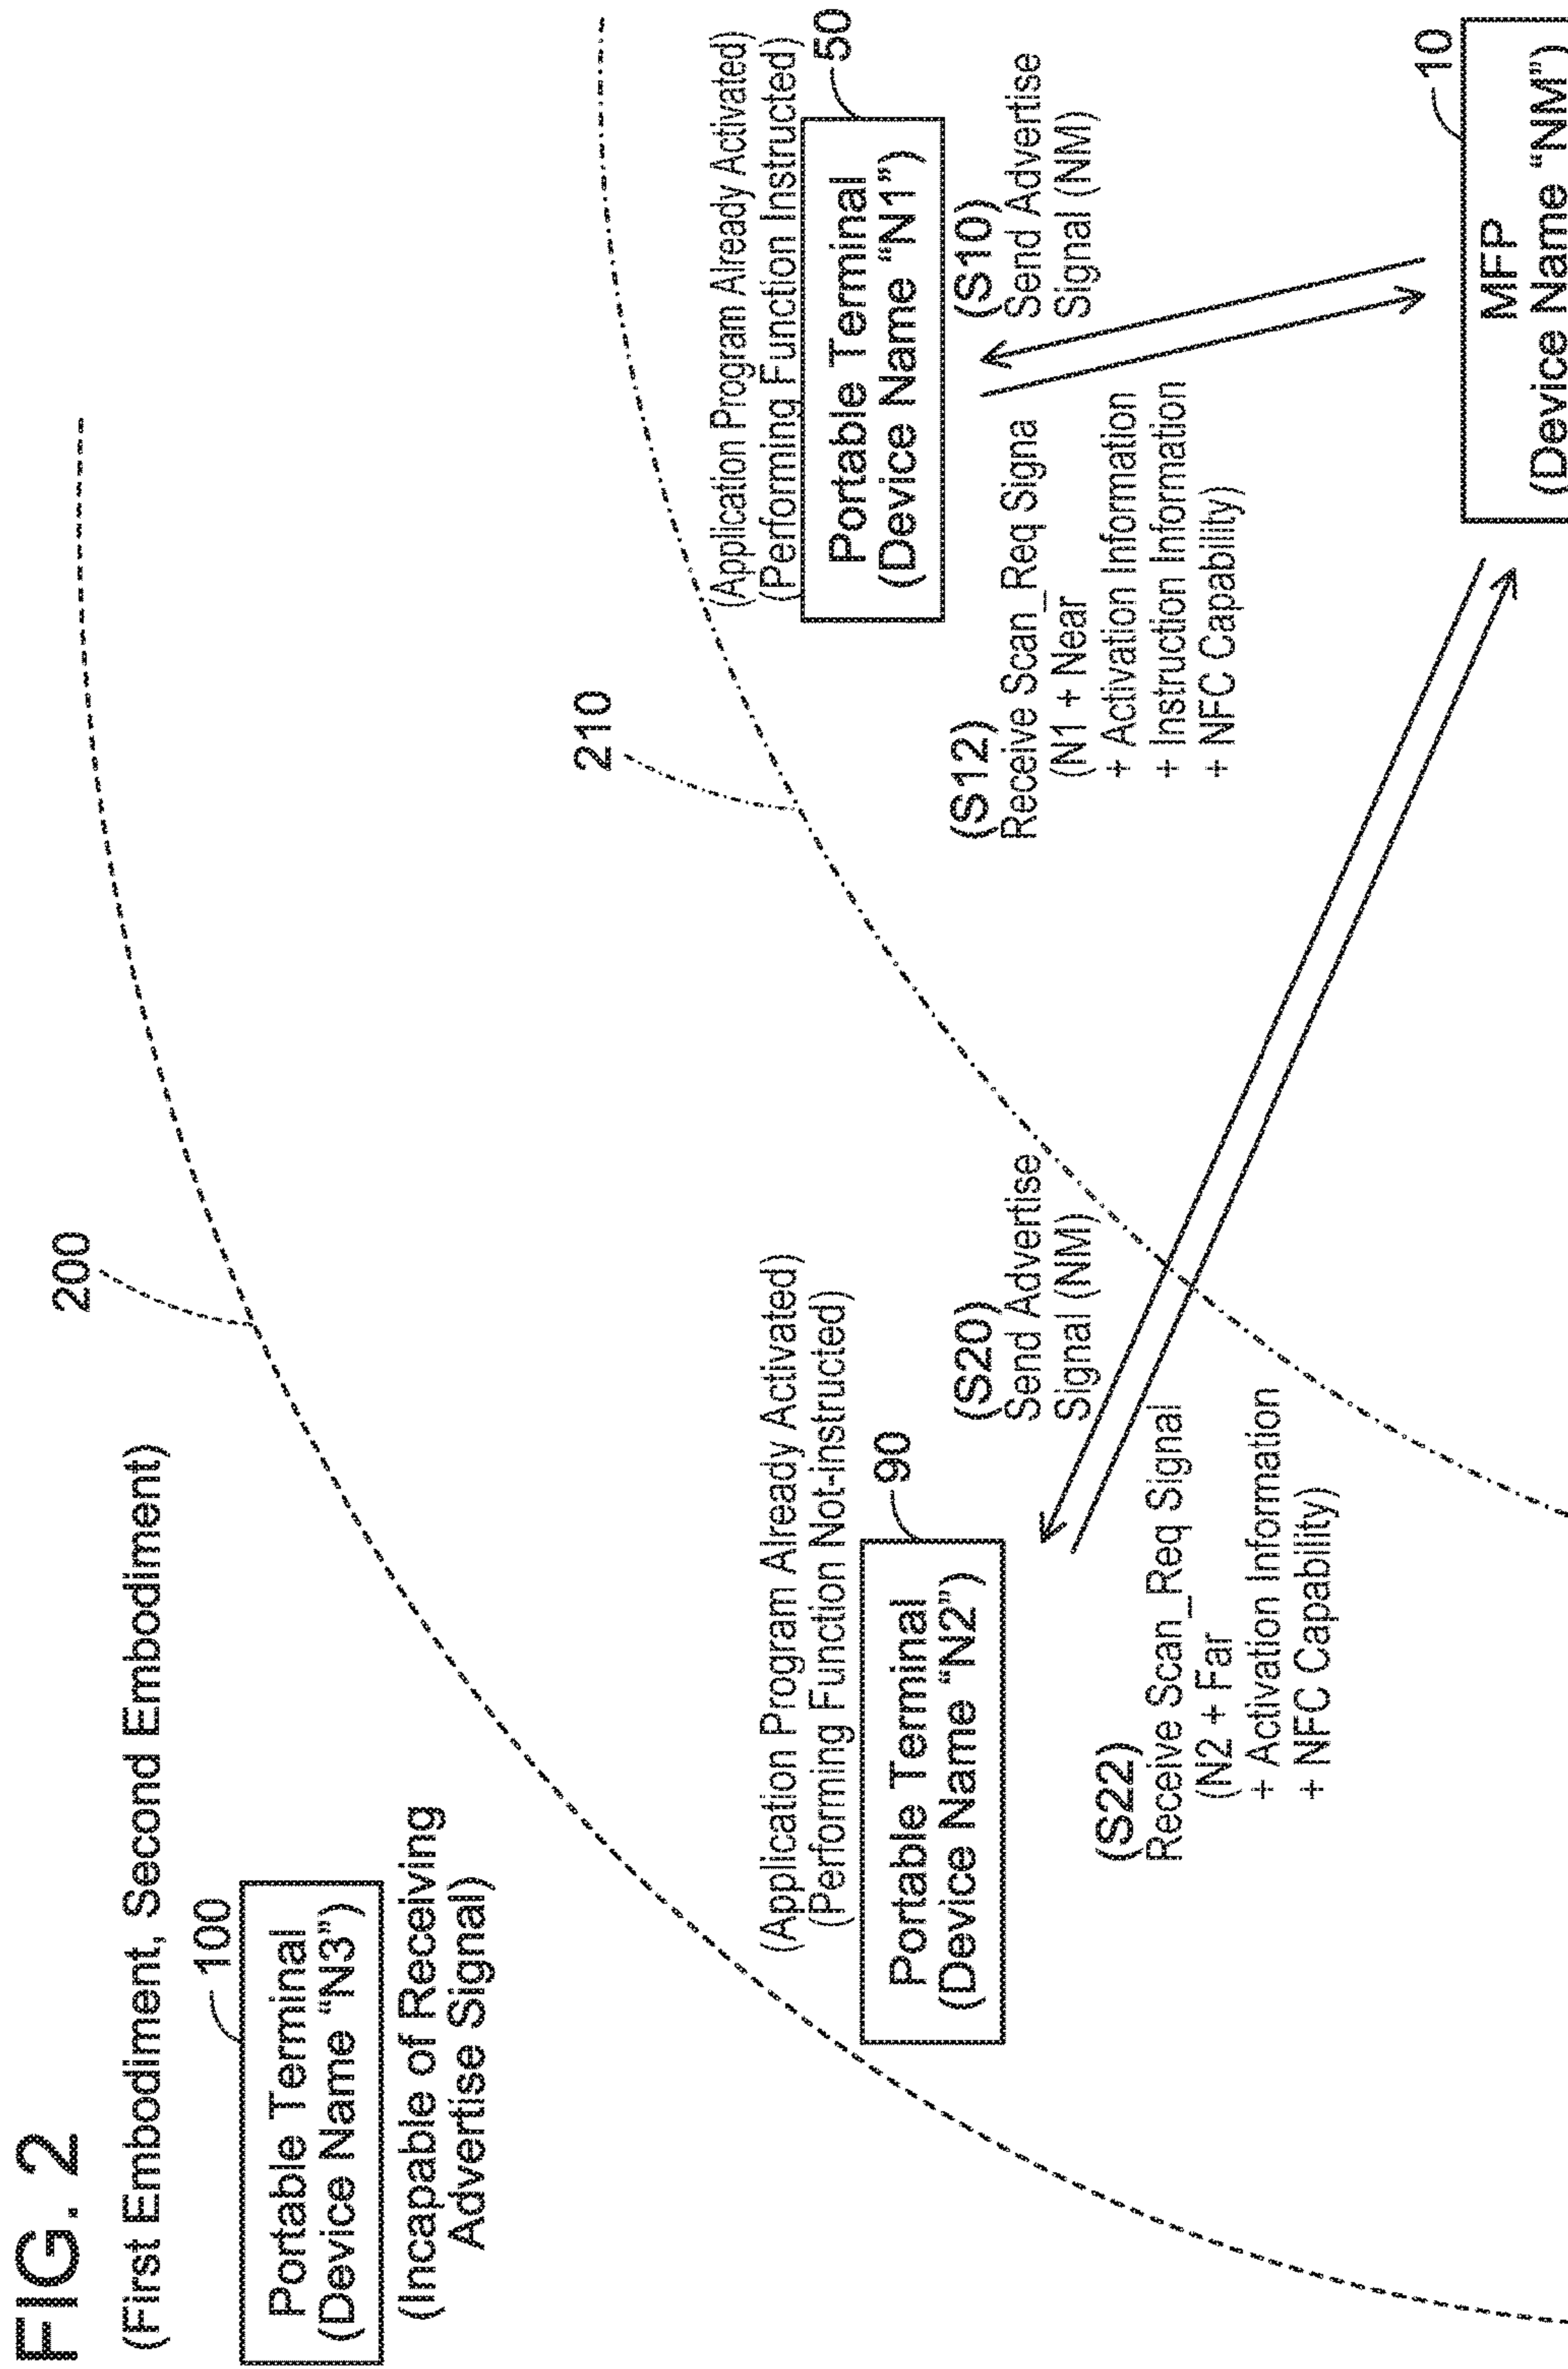 FIG. 2
(First Embodiment, Second Embodiment)
100
Portable Terminal
(Device Name “N3”)
(Incapable of Receiving
Advertise Signal)
200
210
(Application Program Already Activated)
(Performing Function Not-Instructed)
90
Portable Terminal
(Device Name “N2”)
(S20)
Send Advertise
Signal (NM)
(S22)
Receive Scan_Req Signal
(N2 + Far
+ Activation Information
+ NFC Capability)
(Application Program Already Activated)
(Performing Function Instructed)
50
Portable Terminal
(Device Name “N1”)
(S10)
Send Advertise
Signal (NM)
(S12)
Receive Scan_Req Signa
(N1 + Near
+ Activation Information
+ Instruction Information
+ NFC Capability)
10
MFP
(Device Name “NM”)